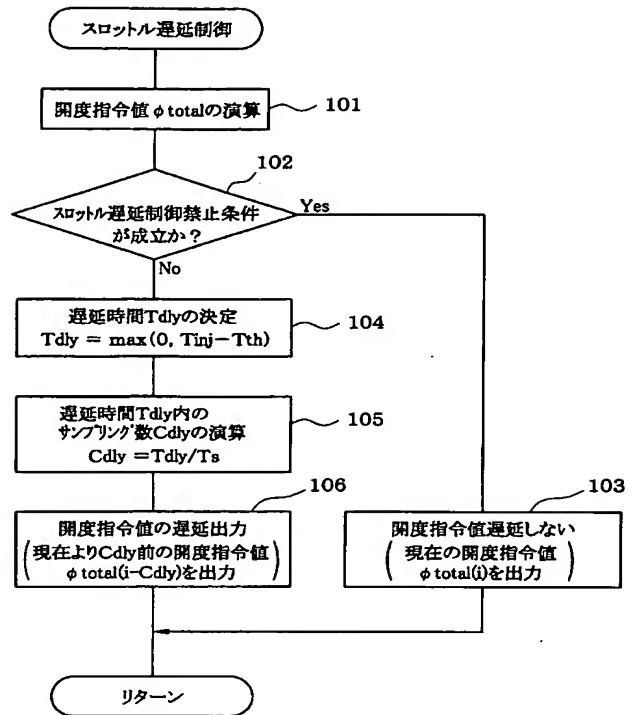 スロットル遅延制御
開度指令値φtotalの演算
101
102
スロットル遅延制御禁止条件
が成立か?
Yes
No
遅延時間Tdlyの決定
Tdly = max(0, Tinj-Tth)
104
遅延時間Tdly内の
サンプリング数Cdlyの演算
Cdly =Tdly/Ts
105
106
開度指令値の遅延出力
(現在よりCdly前の開度指令値
φtotal(i-Cdly)を出力)
103
開度指令値遅延しない
(現在の開度指令値
φtotal(i)を出力)
リターン